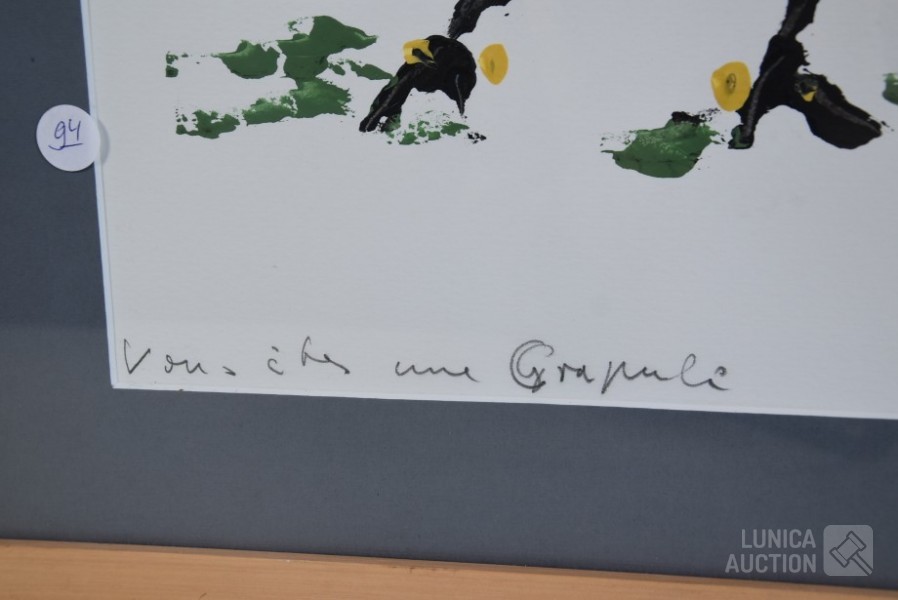 94
Vous êtes une Grapule
LUNICA
AUCTION